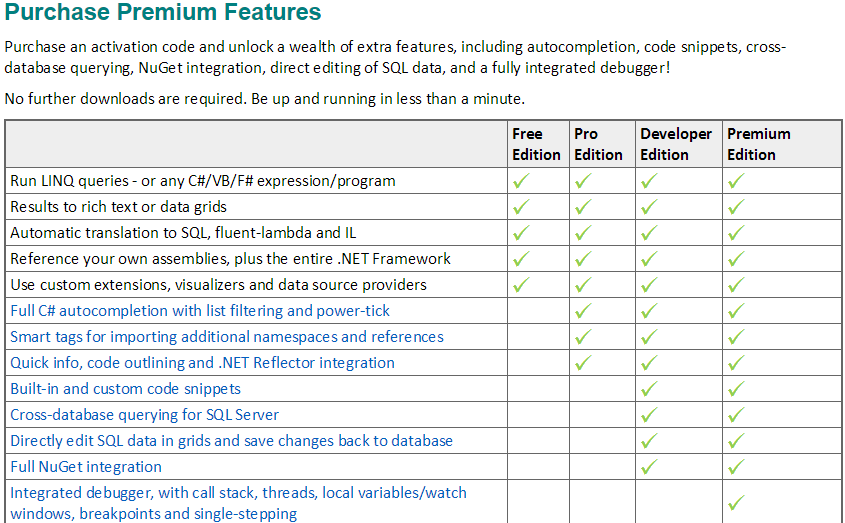 Purchase Premium Features
Purchase an activation code and unlock a wealth of extra features, including autocompletion, code snippets, cross-
database querying, NuGet integration, direct editing of SQL data, and a fully integrated debugger!
No further downloads are required. Be up and running in less than a minute.
Free Edition
Pro Edition
Developer Edition
Premium Edition
Run LINQ queries - or any C#/VB/F# expression/program
Results to rich text or data grids
Automatic translation to SQL, fluent-lambda and IL
Reference your own assemblies, plus the entire .NET Framework
Use custom extensions, visualizers and data source providers
Full C# autocompletion with list filtering and power-tick
Smart tags for importing additional namespaces and references
Quick info, code outlining and .NET Reflector integration
Built-in and custom code snippets
Cross-database querying for SQL Server
Directly edit SQL data in grids and save changes back to database
Full NuGet integration
Integrated debugger, with call stack, threads, local variables/watch
windows, breakpoints and single-stepping